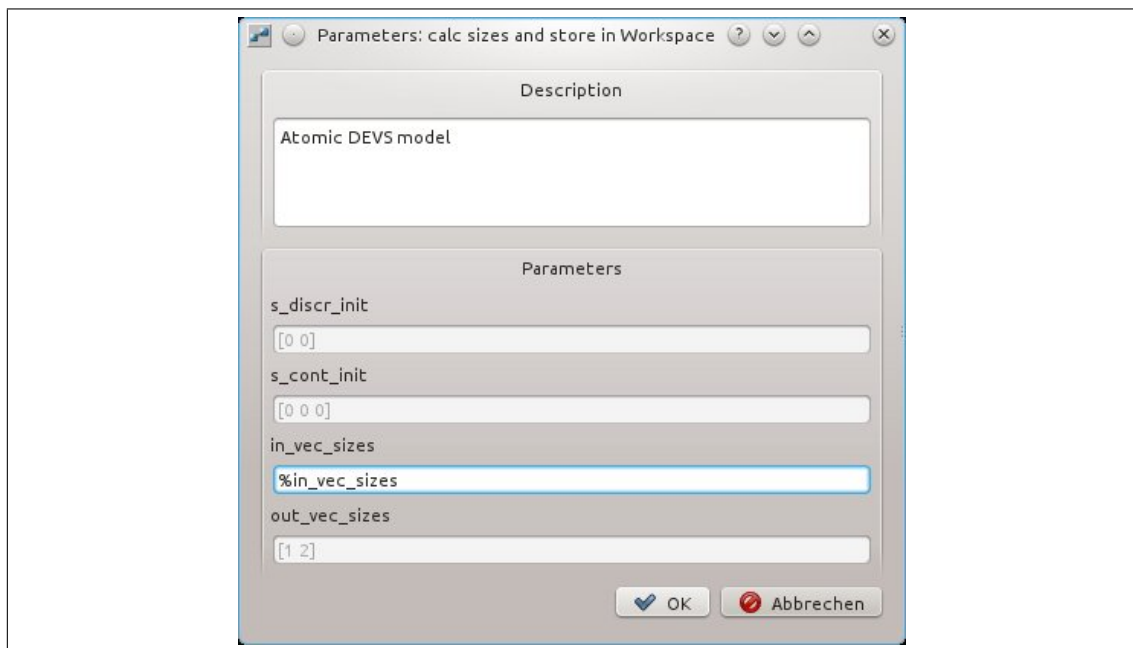 Parameters: calc sizes and store in Workspace
Description
Atomic DEVS model
Parameters
s_discr_init
[0 0]
s_cont_init
[0 0 0]
in_vec_sizes
%in_vec_sizes
out_vec_sizes
[1 2]
OK Abbrechen